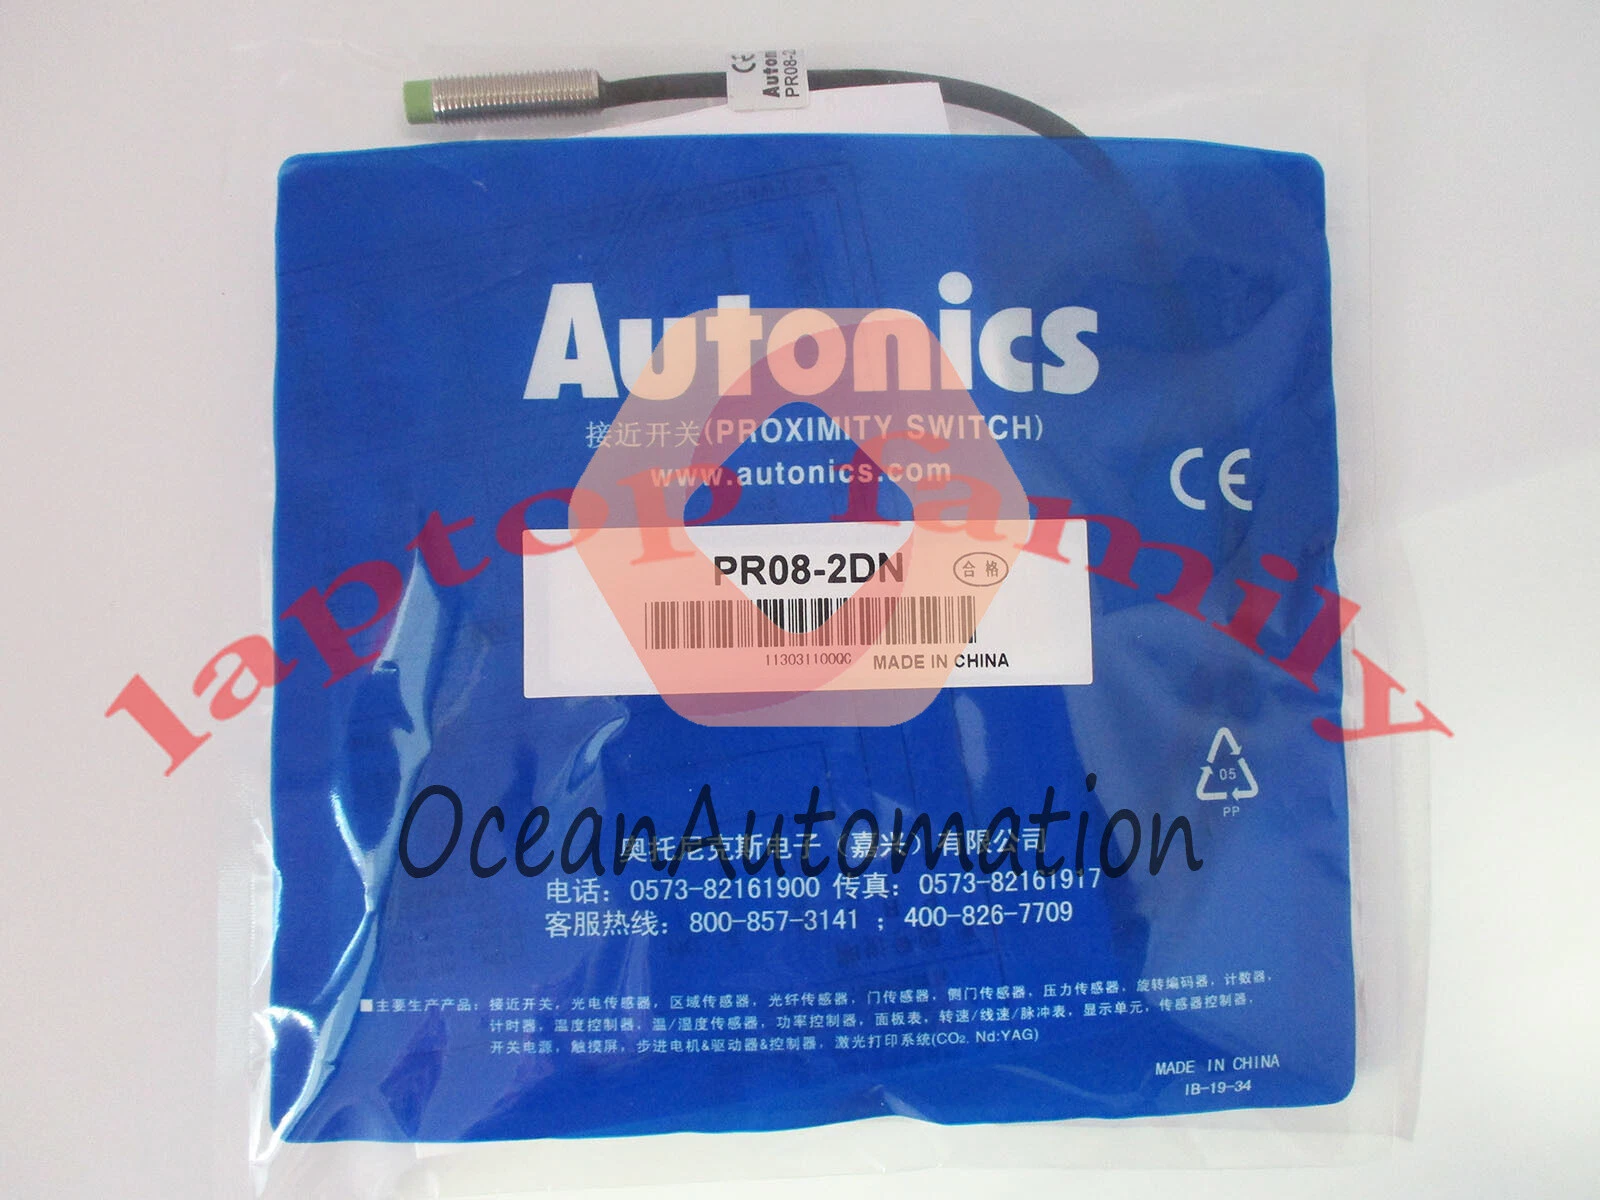 CE
Auton
PR08-2
Autonics
接近开关(PROXIMITY SWITCH)
www.autonics.com
CE
laptop family
PR08-2DN
合格
113031100QC MADE IN CHINA
05
PP
OceanAutomation
奥托尼克斯电子（嘉兴）有限公司
电话：0573-82161900 传真：0573-82161917
客服热线：800-857-3141 ；400-826-7709
■主要生产产品：接近开关，光电传感器，区域传感器，光纤传感器，门传感器，侧门传感器，压力传感器，旋转编码器，计数器，
计时器，温度控制器，温/湿度传感器，功率控制器，面板表，转速/线速/脉冲表，显示单元，传感器控制器，
开关电源，触摸屏，步进电机&驱动器&控制器，激光打印系统(CO2, Nd:YAG)
MADE IN CHINA
IB-19-34